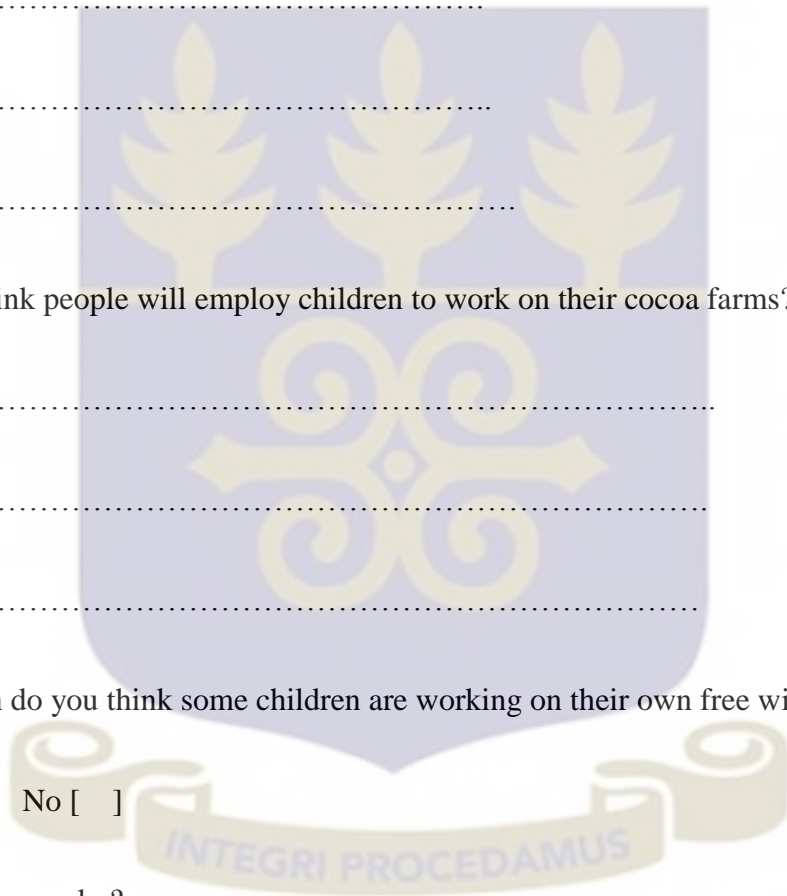 ……………………………………………….
………………………………………………..
………………………………………………….
ink people will employ children to work on their cocoa farms?
……………………………………………………………………..
…………………………………………………………………….
……………………………………………………………………
do you think some children are working on their own free wi
No [ ]
INTEGRI PROCEDAMUS